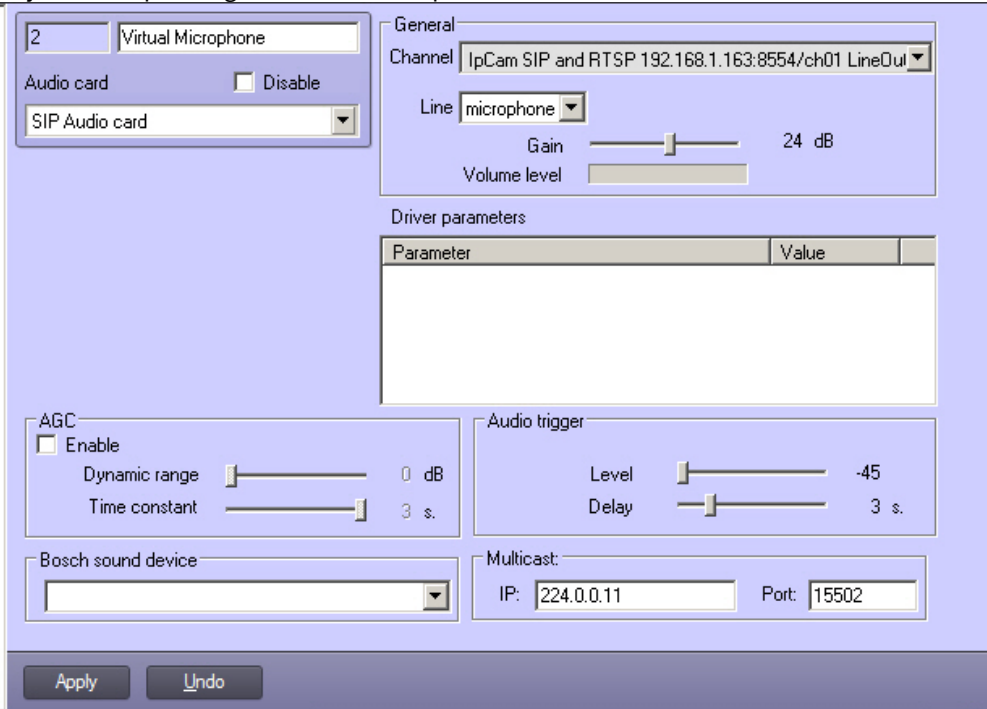 2 Virtual Microphone
Audio card Disable
SIP Audio card
General
Channel IpCam SIP and RTSP 192.168.1.163:8554/ch01 LineOu
Line microphone
Gain 24 dB
Volume level
Driver parameters
Parameter Value
AGC
Enable
Dynamic range 0 dB
Time constant 3 s.
Audio trigger
Level -45
Delay 3 s.
Bosch sound device
Multicast:
IP: 224.0.0.11 Port: 15502
Apply Undo